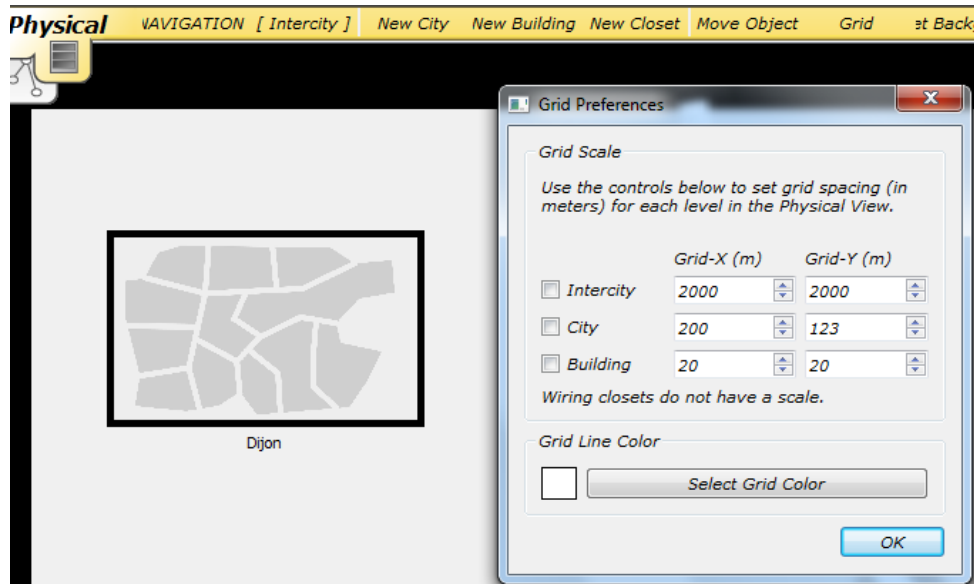 Physical
NAVIGATION [ Intercity ] New City New Building New Closet Move Object Grid et Back
Grid Preferences
Grid Scale
Use the controls below to set grid spacing (in
meters) for each level in the Physical View.
Grid-X (m) Grid-Y (m)
Intercity 2000 2000
City 200 123
Building 20 20
Wiring closets do not have a scale.
Dijon
Grid Line Color
Select Grid Color
OK